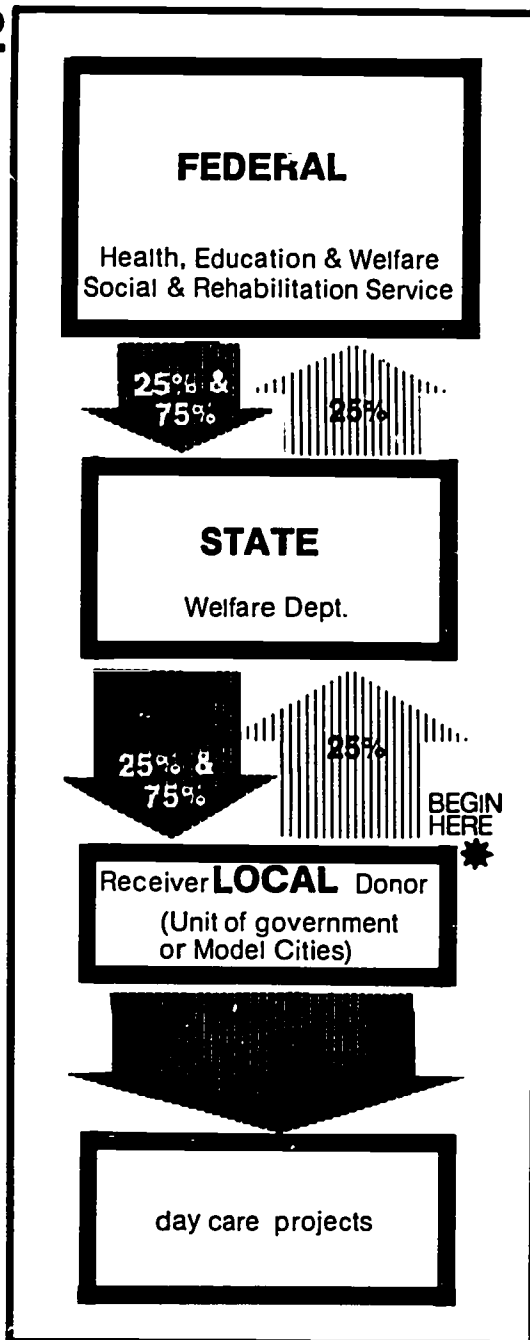 2.
FEDERAL
Health, Education & Welfare
Social & Rehabilitation Service
25% &
75%
25%
STATE
Welfare Dept.
25% &
75%
25%
BEGIN
HERE
Receiver LOCAL Donor
(Unit of government
or Model Cities)
day care projects